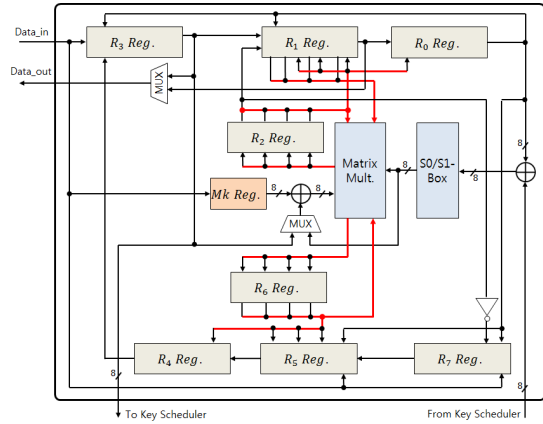 Data_in
R₃ Reg.
R₁ Reg.
R₀ Reg.
Data_out
MUX
R₂ Reg.
Matrix
Mult.
8
S0/S1-
Box
8
8
Mk Reg.
8
8
MUX
R₆ Reg.
R₄ Reg.
R₅ Reg.
R₇ Reg.
8
8
To Key Scheduler
From Key Scheduler